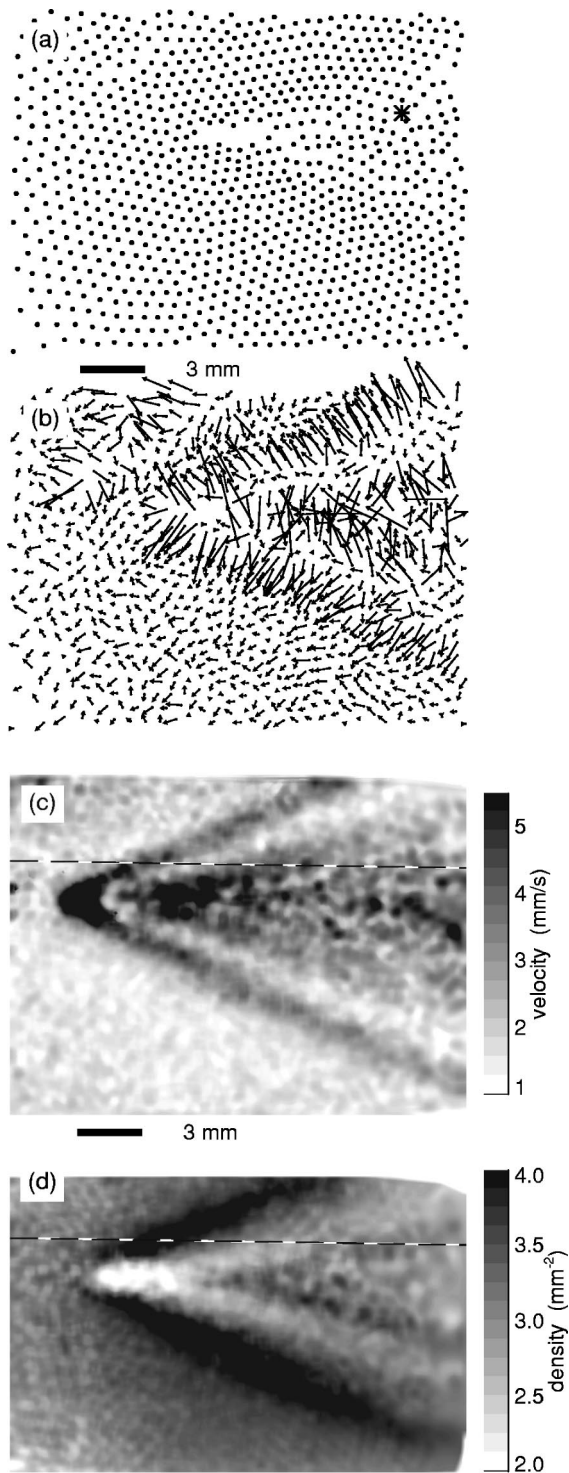 (a)
3 mm
(b)
(c)
5
4
3
2
1
velocity (mm/s)
3 mm
(d)
4.0
3.5
3.0
2.5
2.0
density (mm⁻²)